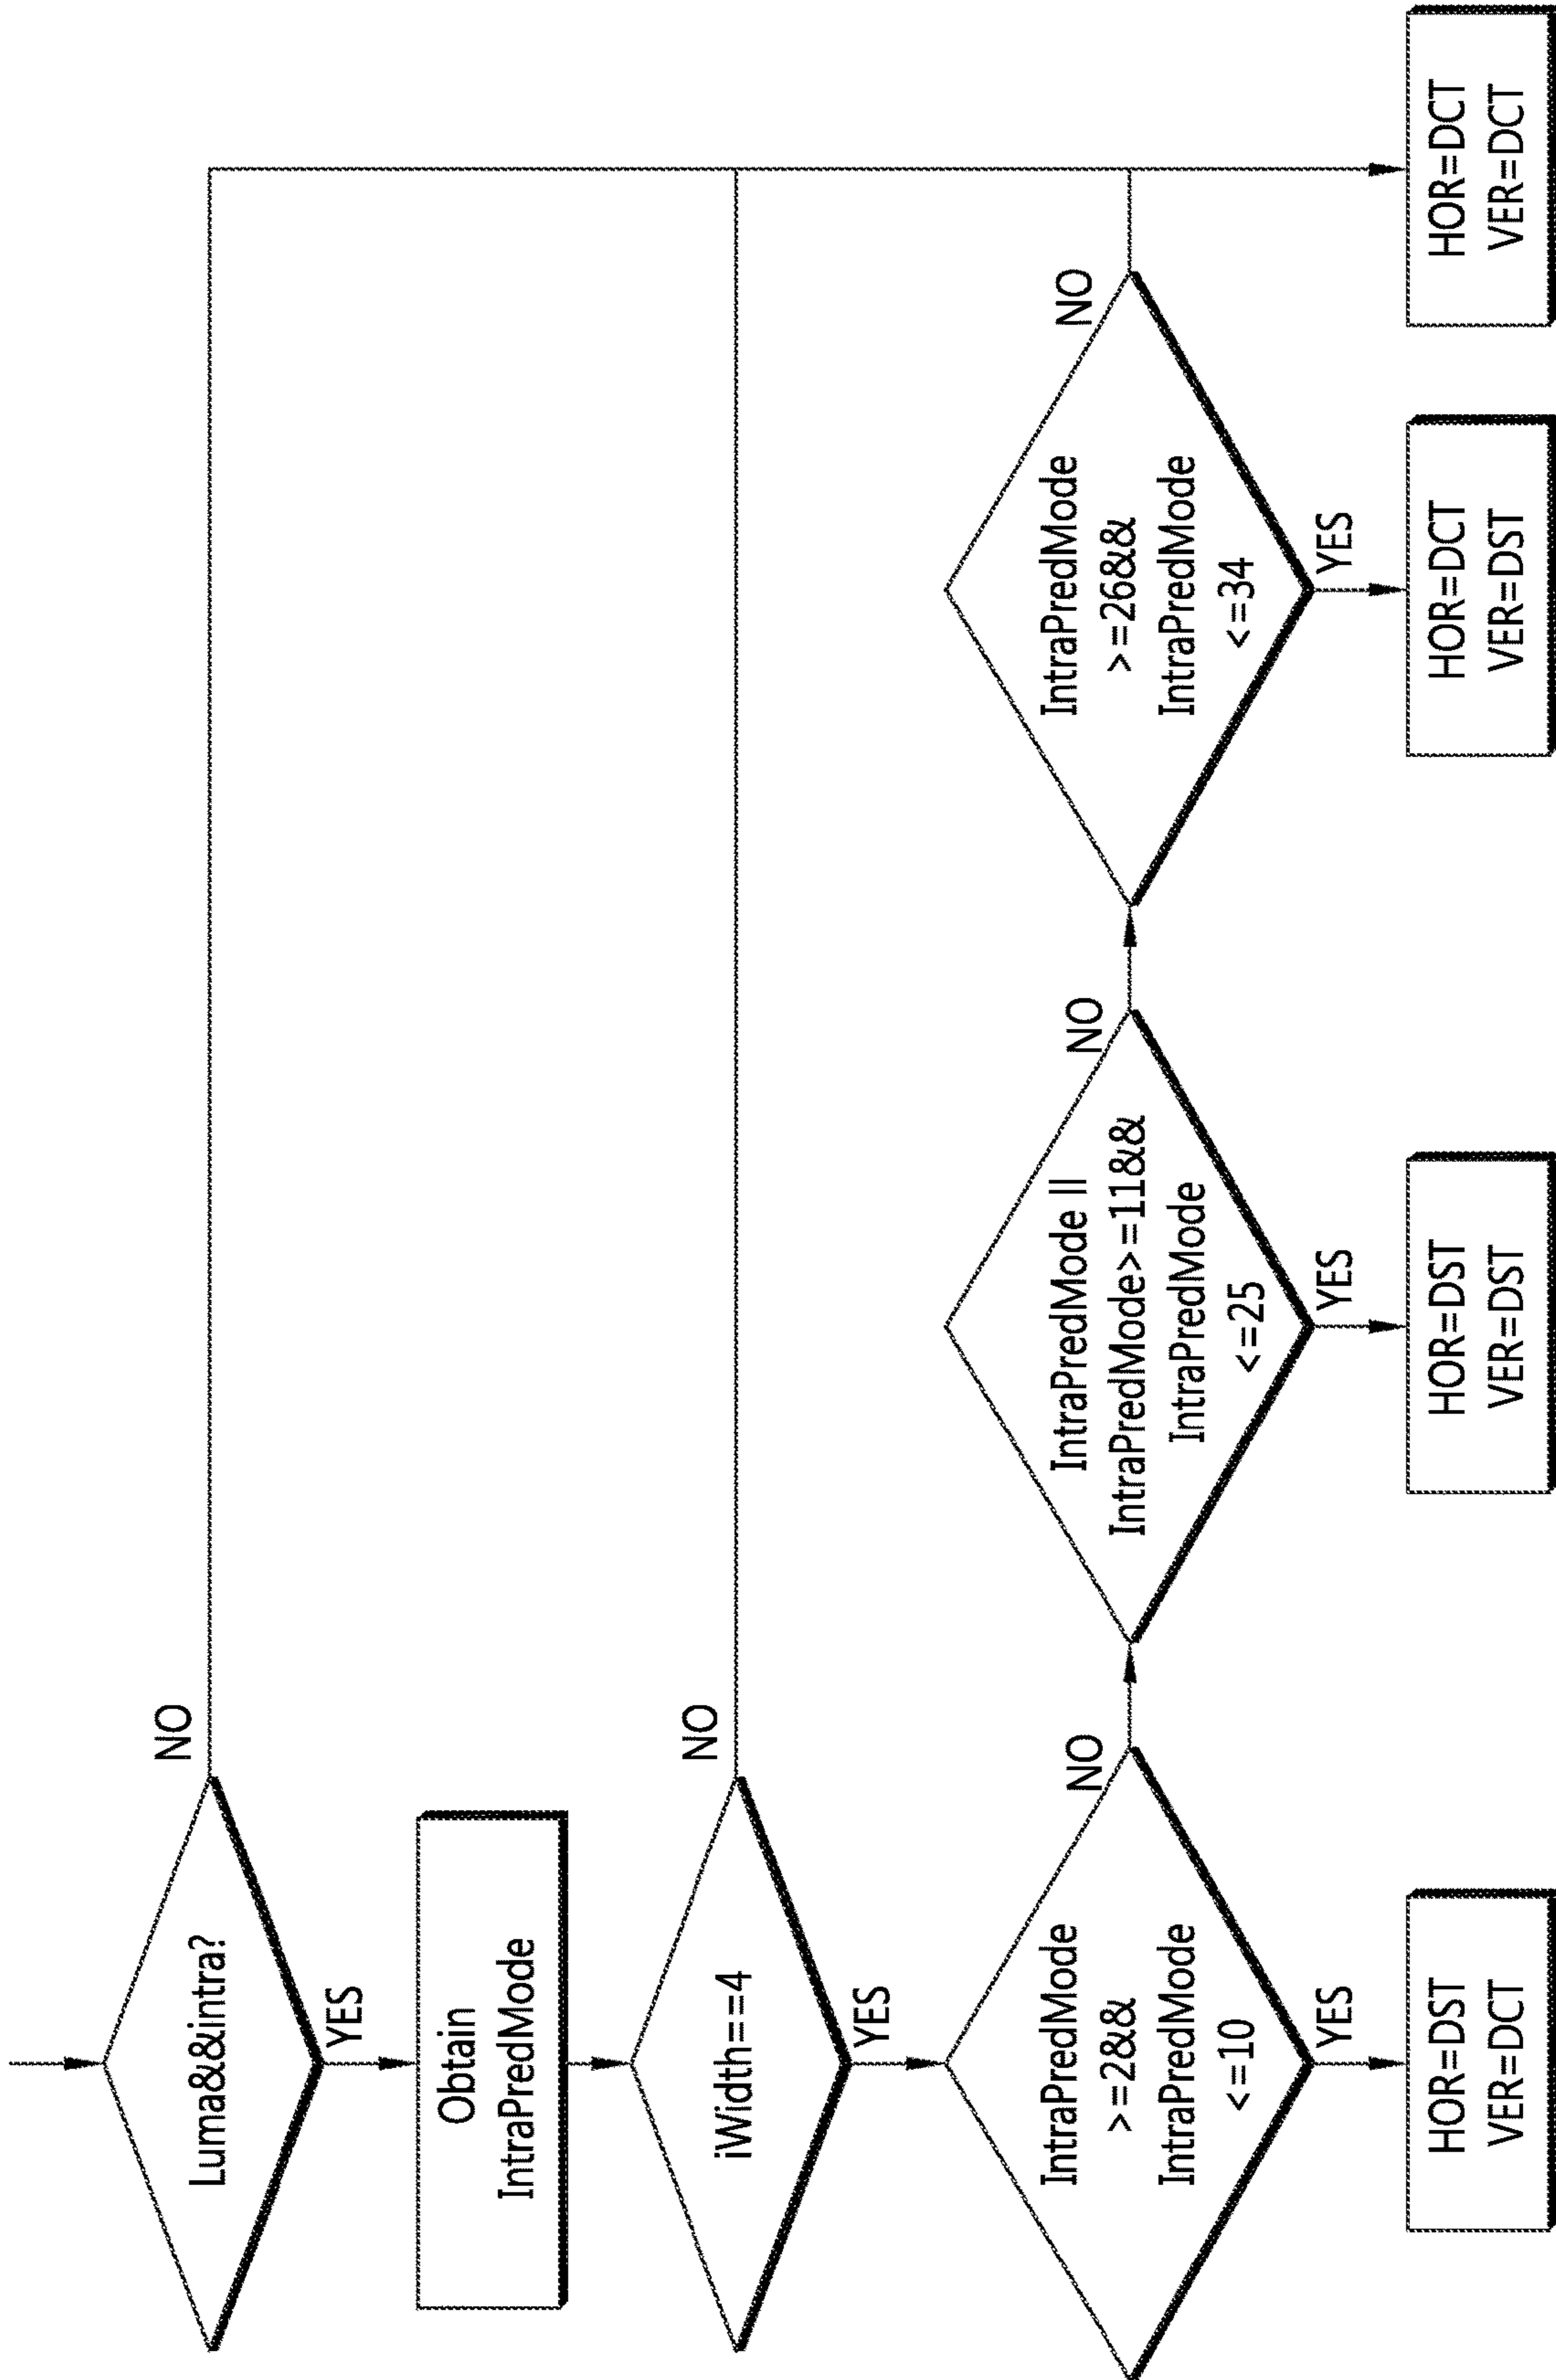 Luma&&intra?
NO
YES
Obtain
IntraPredMode
iWidth==4
NO
YES
IntraPredMode
>=2&&
IntraPredMode
<=10
NO
YES
IntraPredMode ||
IntraPredMode>=11&&
IntraPredMode
<=25
NO
YES
IntraPredMode
>=26&&
IntraPredMode
<=34
NO
YES
HOR=DST
VER=DCT
HOR=DST
VER=DST
HOR=DCT
VER=DST
HOR=DCT
VER=DCT